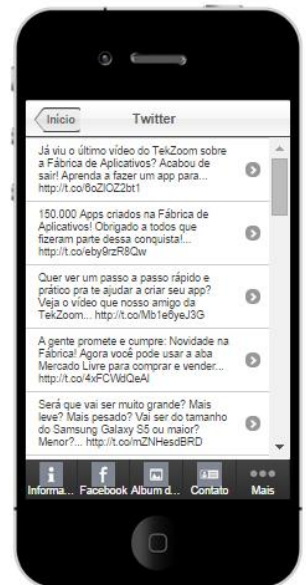 Início
Twitter
Já viu o último vídeo do TekZoom sobre
a Fábrica de Aplicativos? Acabou de
sair! Aprenda a fazer um app para...
http://t.co/6oZlOZ2bt1
150.000 Apps criados na Fábrica de
Aplicativos! Obrigado a todos que
fizeram parte dessa conquista!...
http://t.co/eby9rzR8Qw
Quer ver um passo a passo rápido e
prático pra te ajudar a criar seu app?
Veja o vídeo que nosso amigo da
TekZoom... http://t.co/Mb1e6yeJ3G
A gente promete e cumpre: Novidade na
Fábrica! Agora você pode usar a aba
Mercado Livre para comprar e vender...
http://t.co/4xFCWdQeAl
Será que vai ser muito grande? Mais
leve? Mais pesado? Vai ser do tamanho
do Samsung Galaxy S5 ou maior?
Menor?... http://t.co/mZNHesdBRD
Informa... Facebook Album d... Contato Mais